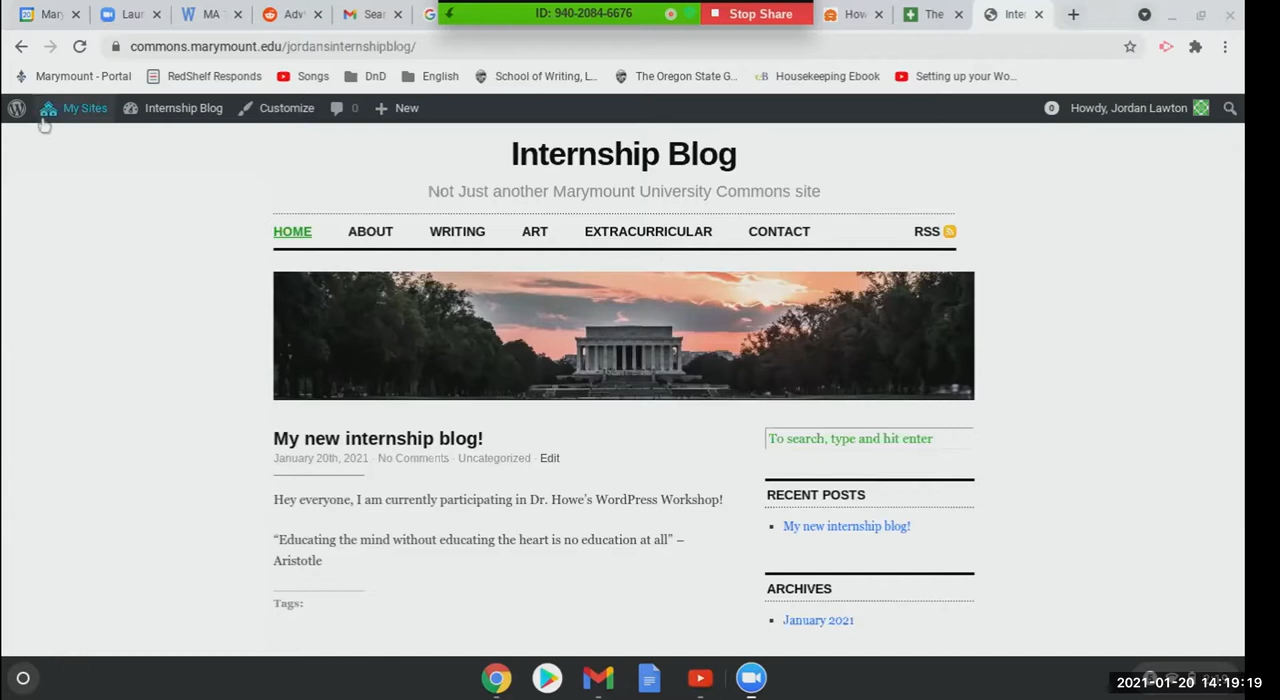 Mary
Laur
MA
Adv
Sear
ID: 940-2084-6676
Stop Share
How
The
Inter
commons.marymount.edu/jordansinternshipblog/
Marymount - Portal
RedShelf Responds
Songs
DnD
English
School of Writing, L...
The Oregon State G...
Housekeeping Ebook
Setting up your Wo...
My Sites
Internship Blog
Customize
0
New
0
Howdy, Jordan Lawton
Internship Blog
Not Just another Marymount University Commons site
HOME ABOUT WRITING ART EXTRACURRICULAR CONTACT RSS
My new internship blog!
January 20th, 2021 · No Comments · Uncategorized · Edit
Hey everyone, I am currently participating in Dr. Howe's WordPress Workshop!
“Educating the mind without educating the heart is no education at all” –
Aristotle
Tags:
To search, type and hit enter
RECENT POSTS
My new internship blog!
ARCHIVES
January 2021
2021-01-20 14:19:19